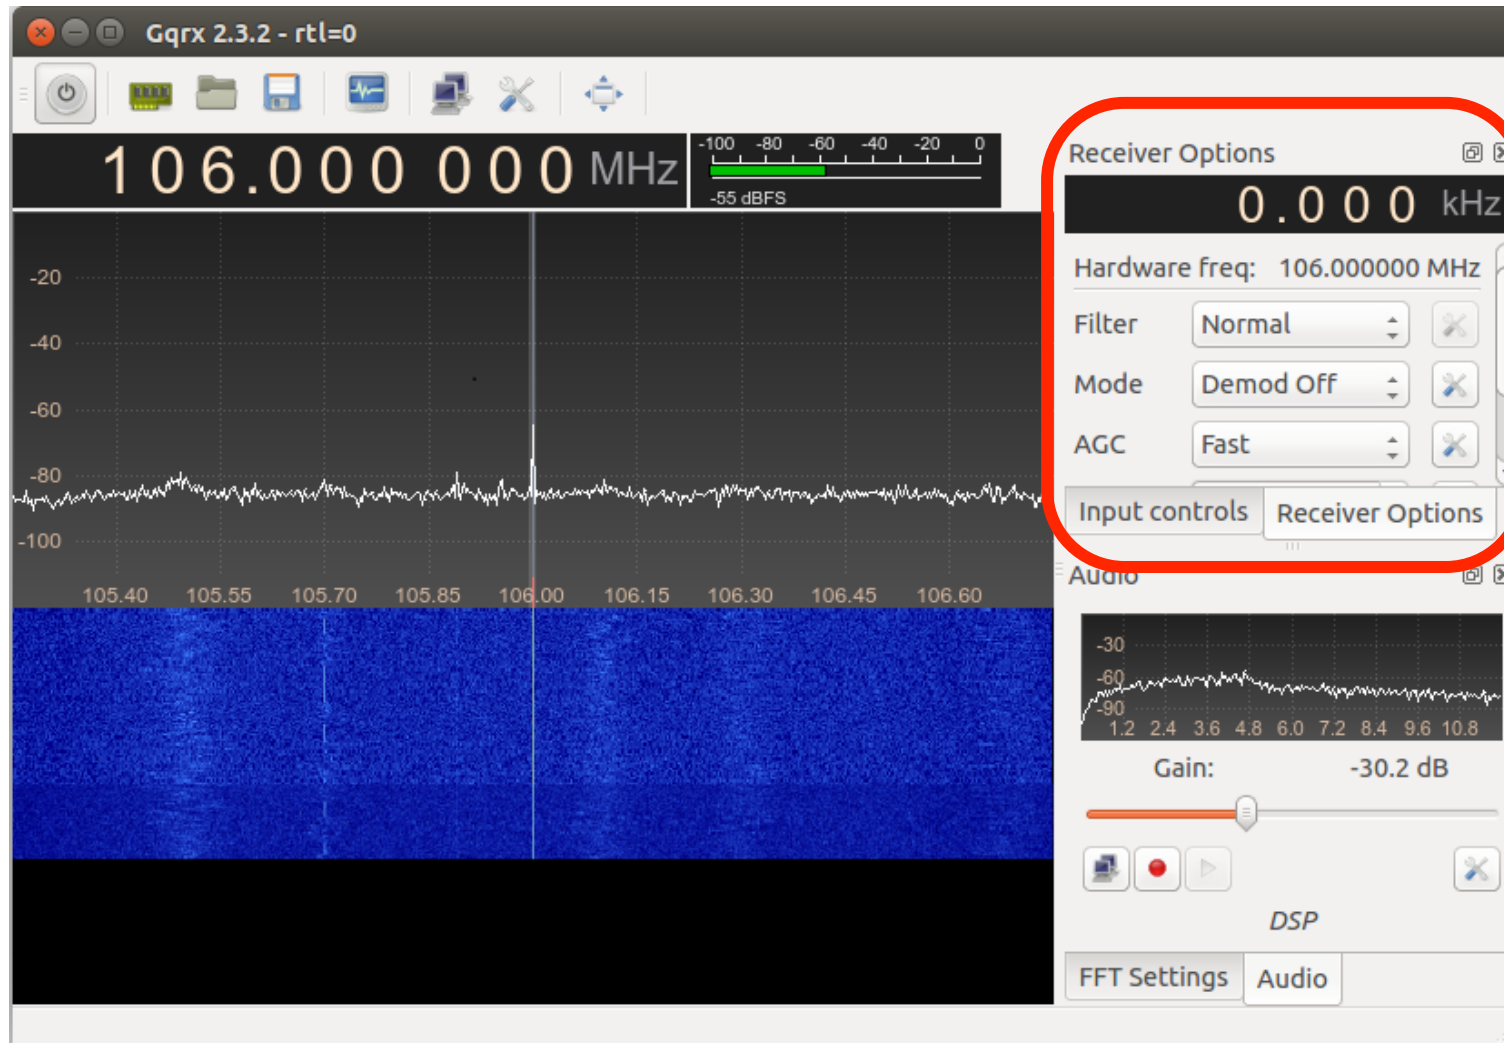 Gqrx 2.3.2 - rtl=0
106.000 000 MHz
-100 -80 -60 -40 -20 0
-55 dBFS
-20
-40
-60
-80
-100
105.40 105.55 105.70 105.85 106.00 106.15 106.30 106.45 106.60
Receiver Options
0.000 kHz
Hardware freq: 106.000000 MHz
Filter Normal
Mode Demod Off
AGC Fast
Input controls Receiver Options
Audio
-30
-60
-90
1.2 2.4 3.6 4.8 6.0 7.2 8.4 9.6 10.8
Gain: -30.2 dB
DSP
FFT Settings Audio